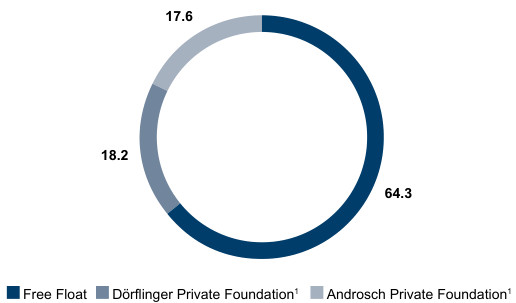 17.6
18.2
64.3
Free Float Dörflinger Private Foundation¹ Androsch Private Foundation¹